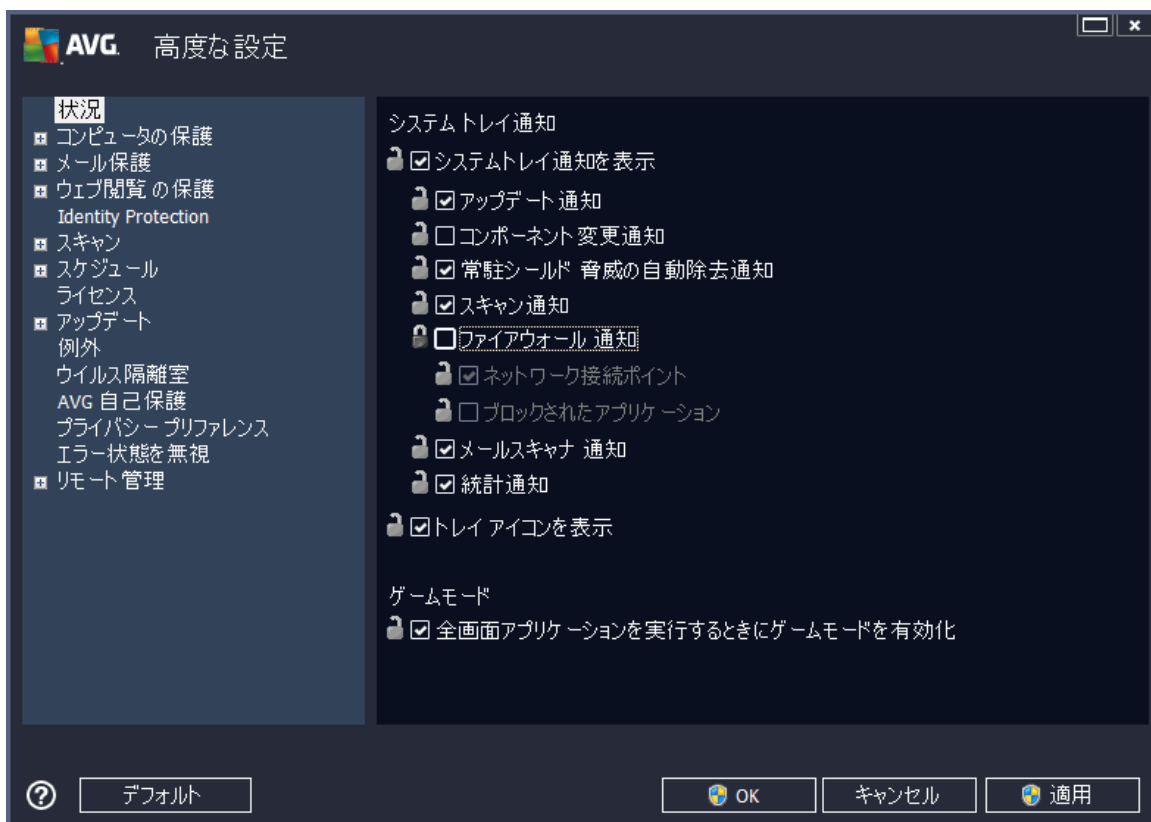 AVG. 高度な設定
状況
コンピュータの保護
メール保護
ウェブ閲覧 の保護
Identity Protection
スキャン
スケジュール
ライセンス
アップデート
例外
ウイルス隔離室
AVG 自己保護
プライバシー プリファレンス
エラー状態を無視
リモート管理
システムトレイ通知
システムトレイ通知を表示
アップデート通知
コンポーネント変更通知
常駐シールド 脅威の自動除去通知
スキャン通知
ファイアウォール 通知
ネットワーク接続ポイント
ブロックされたアプリケーション
メールスキャナ 通知
統計通知
トレイ アイコンを表示
ゲームモード
全画面アプリケーションを実行するときにゲームモードを有効化
デフォルト
OK
キャンセル
適用